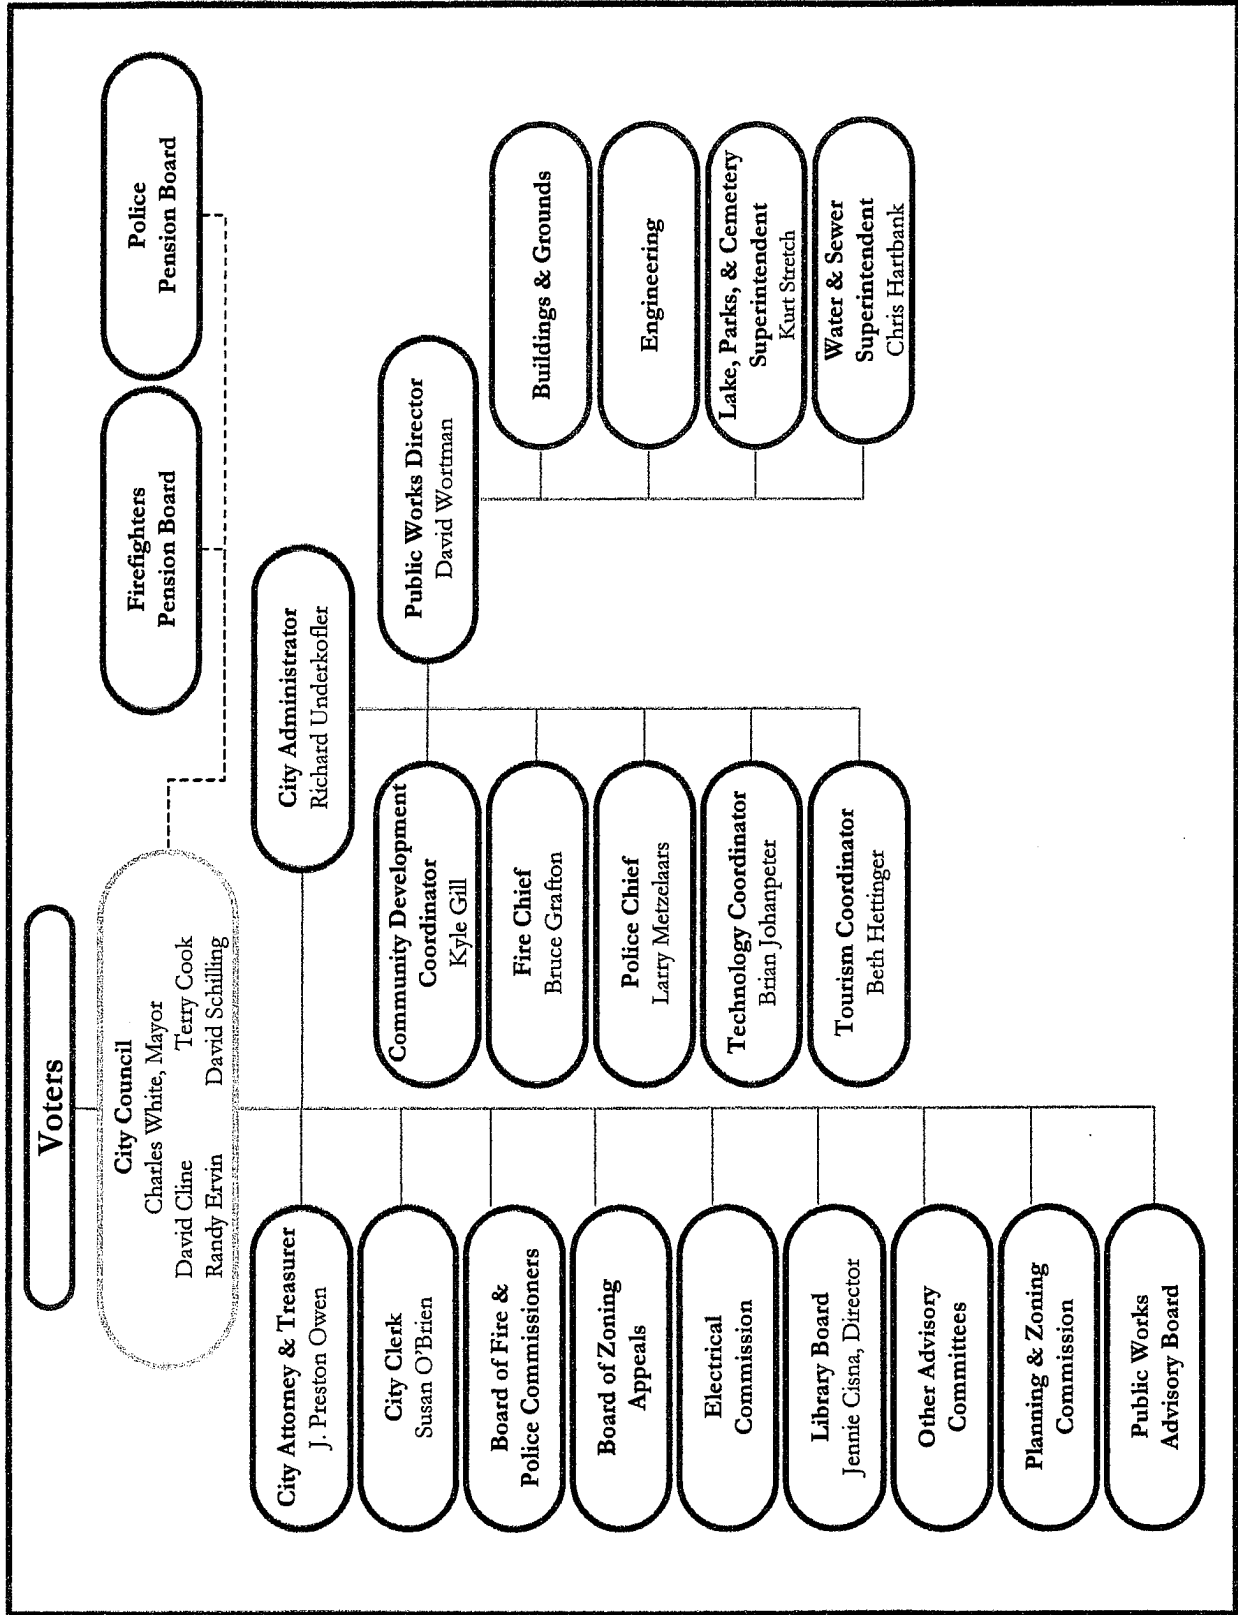 Voters
City Council
Charles White, Mayor
David Cline Terry Cook
Randy Ervin David Schilling
Firefighters
Pension Board
Police
Pension Board
City Administrator
Richard Underkofler
City Attorney & Treasurer
J. Preston Owen
City Clerk
Susan O'Brien
Board of Fire &
Police Commissioners
Board of Zoning
Appeals
Electrical
Commission
Library Board
Jennie Cisna, Director
Other Advisory
Committees
Planning & Zoning
Commission
Public Works
Advisory Board
Community Development
Coordinator
Kyle Gill
Fire Chief
Bruce Grafton
Police Chief
Larry Metzelaars
Technology Coordinator
Brian Johanpeter
Tourism Coordinator
Beth Hettinger
Public Works Director
David Wortman
Buildings & Grounds
Engineering
Lake, Parks, & Cemetery
Superintendent
Kurt Stretch
Water & Sewer
Superintendent
Chris Hartbank